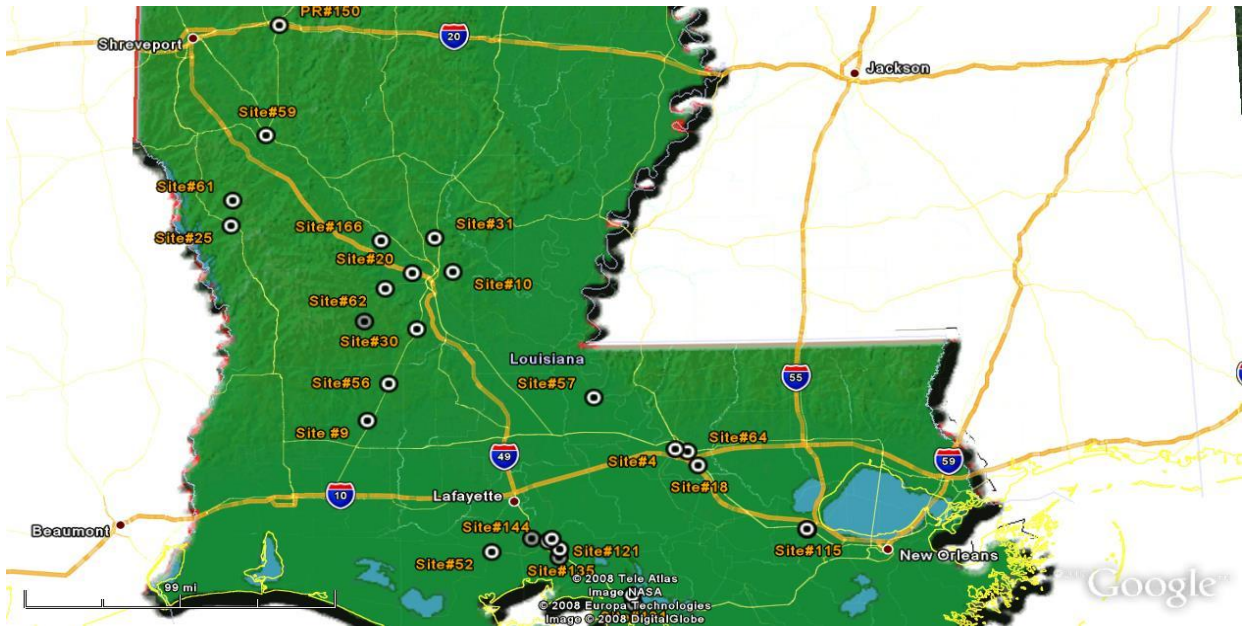 PR#150
Shreveport
20
Jackson
Site#59
Site#61
Site#25
Site#166
Site#31
Site#20
Site#10
Site#62
Site#30
Louisiana
Site#56
Site#57
55
Site #9
Site#64
49
Site#4
59
Site#18
10
Lafayette
Beaumont
Site#144
Site#121
Site#115
New Orleans
Site#52
Site#135
99 mi
© 2008 Tele Atlas
Image NASA
© 2008 Europa Technologies
Image © 2008 DigitalGlobe
Google